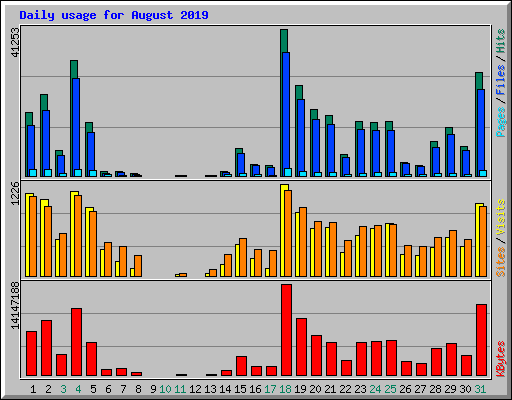 Daily usage for August 2019
41253
Pages/Files/Hits
1226
Sites/Visits
14147188
KBytes
1 2 3 4 5 6 7 8 9 10 11 12 13 14 15 16 17 18 19 20 21 22 23 24 25 26 27 28 29 30 31